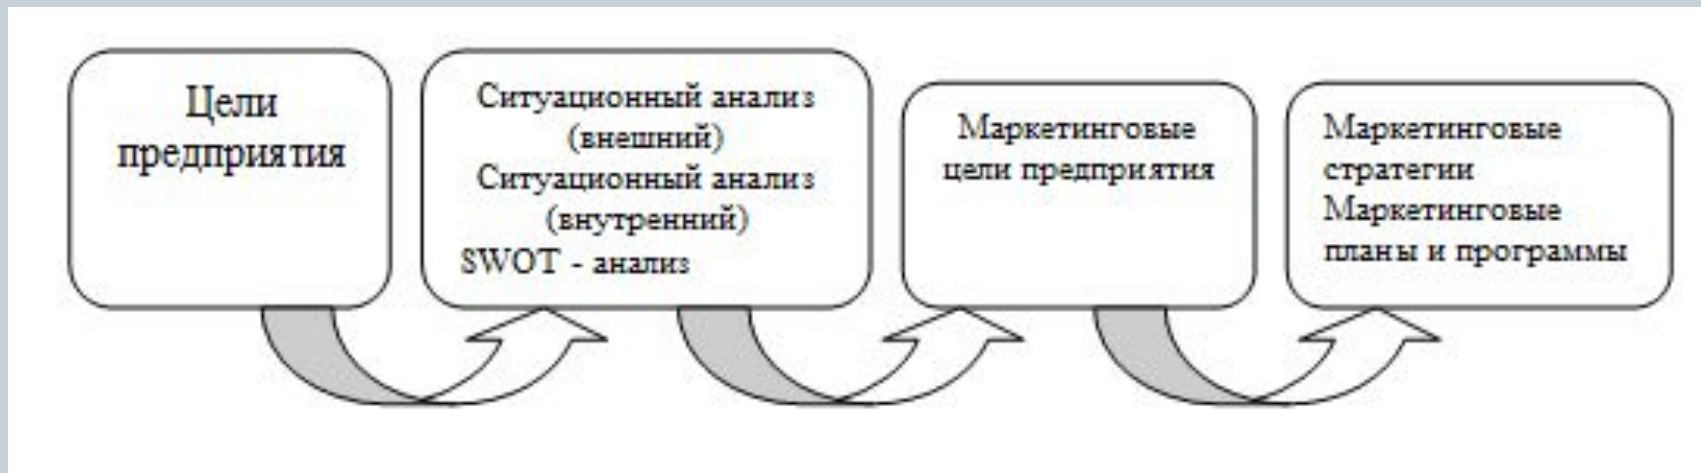 Цели
предприятия
Ситуационный анализ
(внешний)
Ситуационный анализ
(внутренний)
SWOT - анализ
Маркетинговые
цели предприятия
Маркетинговые
стратегии
Маркетинговые
планы и программы